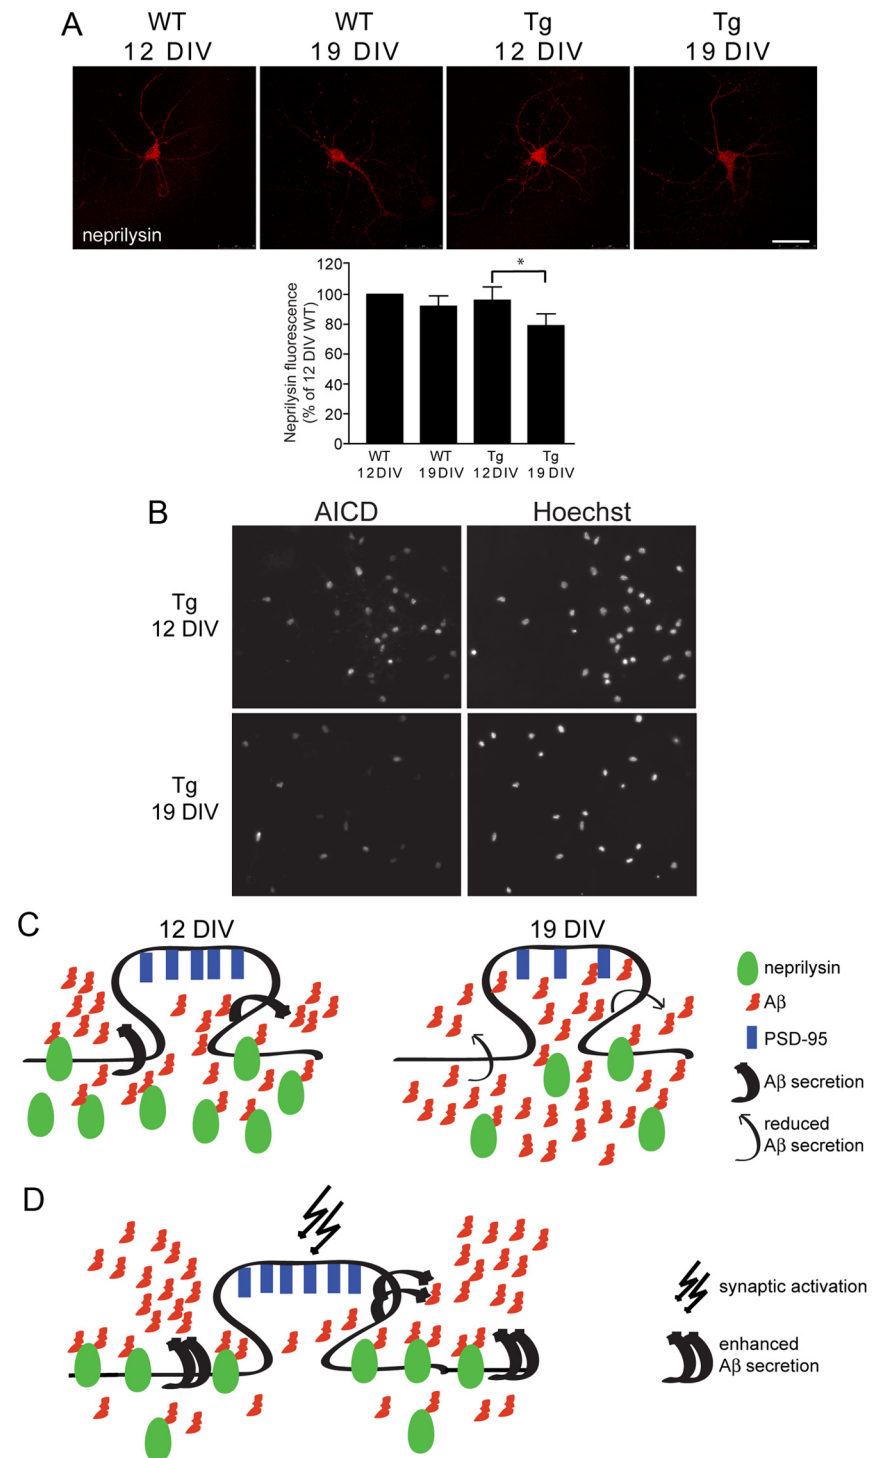 A
WT
12 DIV
WT
19 DIV
Tg
12 DIV
Tg
19 DIV
neprilysin
Neprilysin fluorescence
(% of 12 DIV WT)
120
100
80
60
40
20
0
*
WT
12DIV
WT
19DIV
Tg
12DIV
Tg
19 DIV
B
AICD
Hoechst
Tg
12 DIV
Tg
19 DIV
C
12 DIV
19 DIV
neprilysin
Aβ
PSD-95
Aβ secretion
reduced
Aβ secretion
D
synaptic activation
enhanced
Aβ secretion